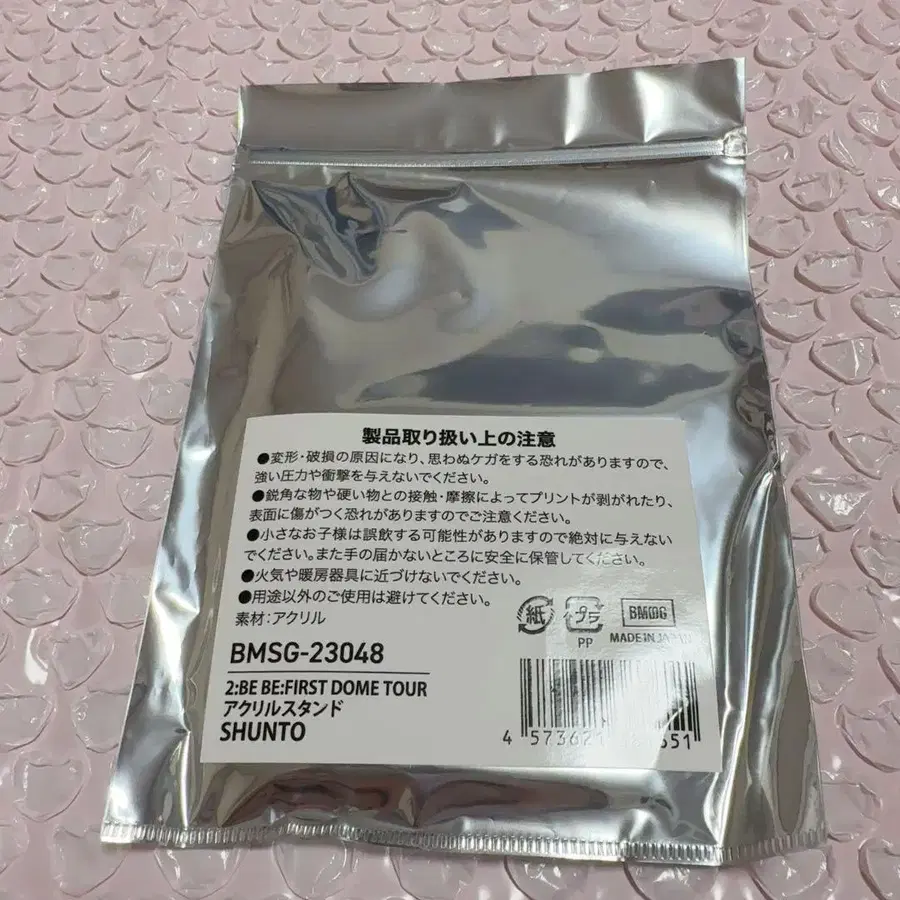 製品取り扱い上の注意
●変形・破損の原因になり、思わぬケガをする恐れがありますので、
強い圧力や衝撃を与えないでください。
●鋭角な物や硬い物との接触・摩擦によってプリントが剥がれたり、
表面に傷がつく恐れがありますのでご注意ください。
●小さなお子様は誤飲する可能性がありますので絶対に与えない
でください。また手の届かないところに安全に保管してください。
●火気や暖房器具に近づけないでください。
●用途以外のご使用は避けてください。
素材:アクリル
紙 プラ BMSG
PP MADE IN JAPAN
BMSG-23048
2:BE BE:FIRST DOME TOUR
アクリルスタンド
SHUNTO
4 573621